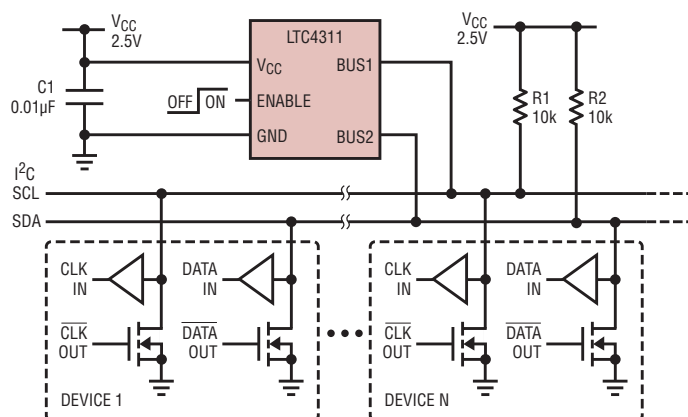 VCC
2.5V
C1
0.01µF
LTC4311
VCC
BUS1
OFF ON
ENABLE
GND
BUS2
VCC
2.5V
R1
10k
R2
10k
I²C
SCL
SDA
CLK
IN
DATA
IN
CLK
OUT
DATA
OUT
DEVICE 1
•••
CLK
IN
DATA
IN
CLK
OUT
DATA
OUT
DEVICE N